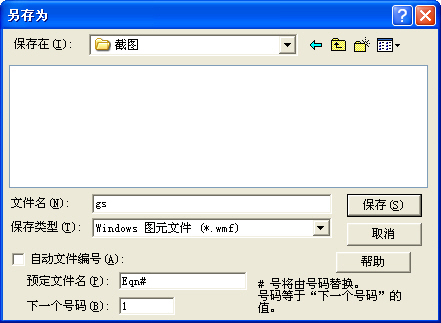 另存为
保存在(I): 截图
文件名(N): gs
保存(S)
保存类型(T): Windows 图元文件 (*.wmf)
取消
自动文件编号(A):
帮助
预定文件名(P): Eqn#
# 号将由号码替换。
号码等于“下一个号码”的
值。
下一个号码(B): 1